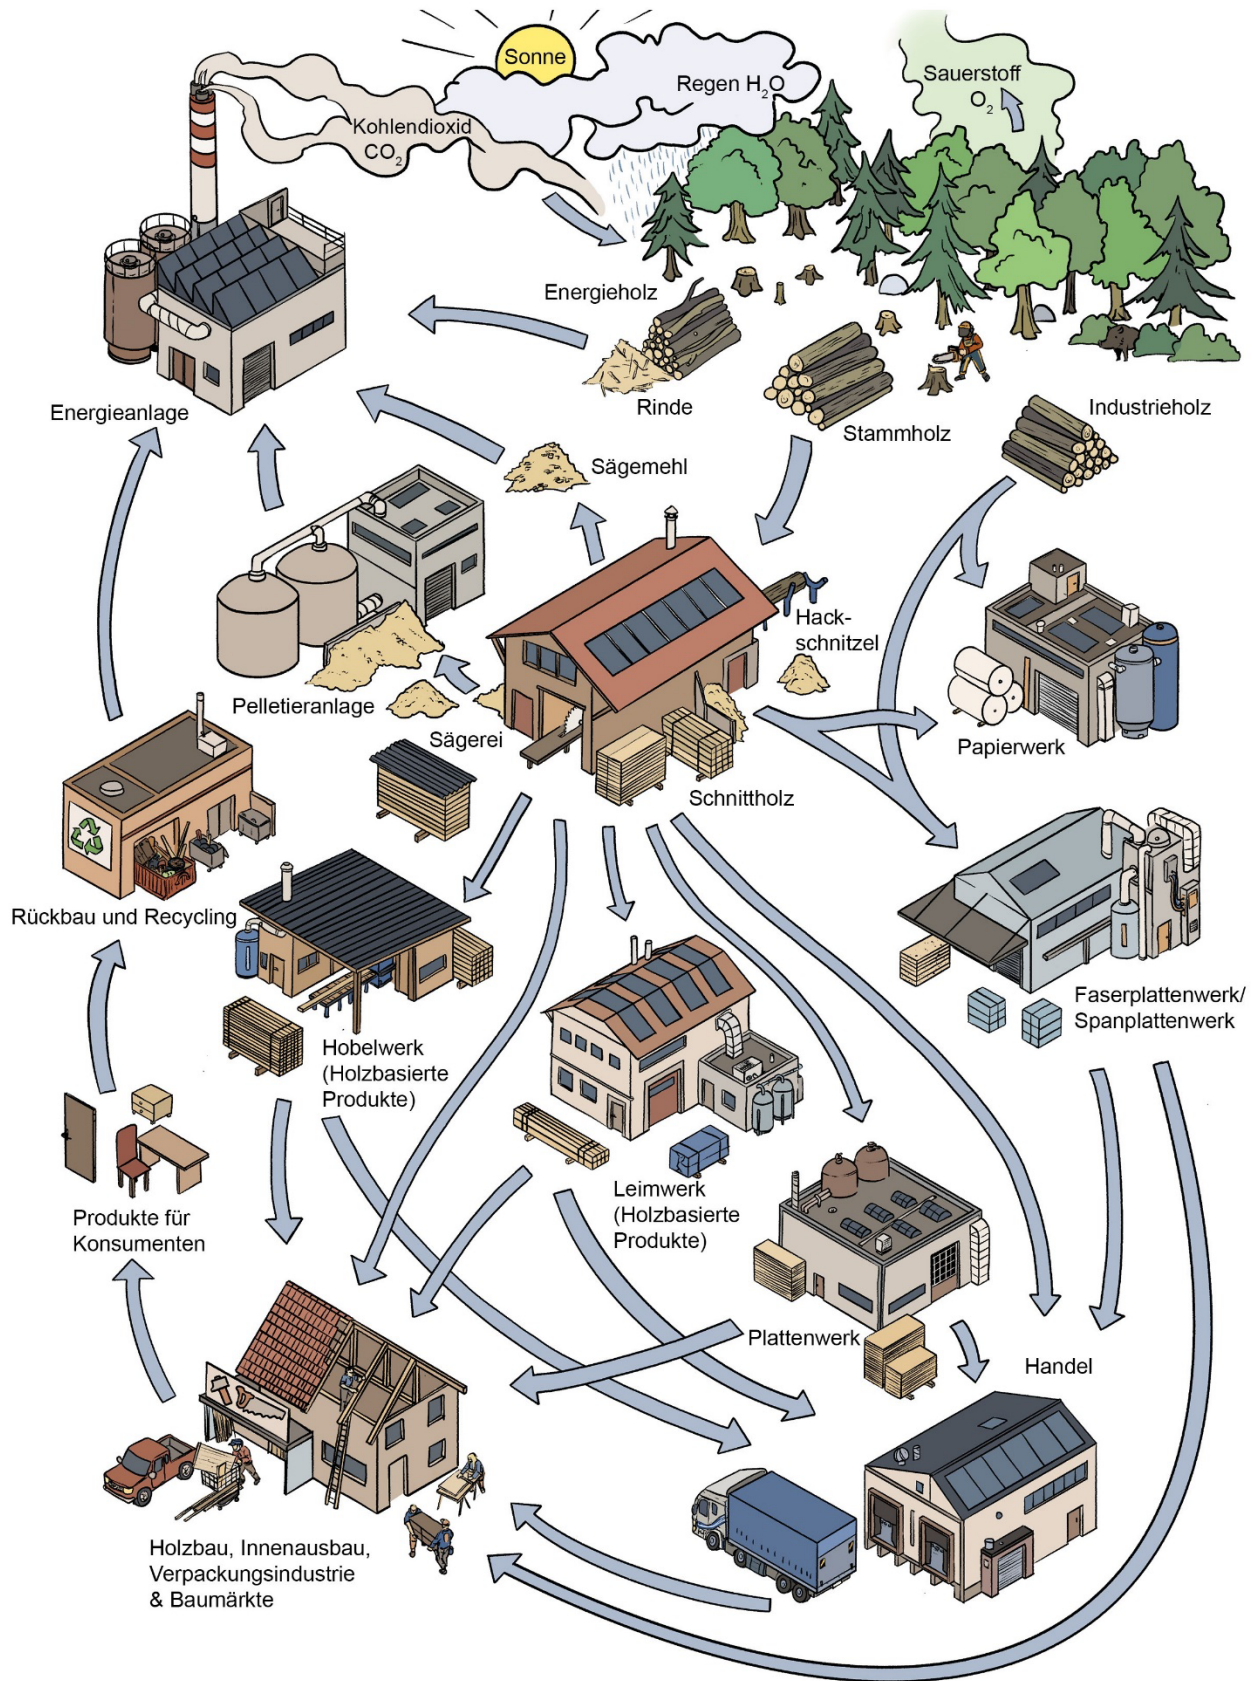 Sonne
Regen H₂O
Sauerstoff
O₂
Kohlendioxid
CO₂
Energieholz
Rinde
Stammholz
Industrieholz
Energieanlage
Sägemehl
Hack-
schnitzel
Pelletieranlage
Sägerei
Papierwerk
Schnittholz
Rückbau und Recycling
Faserplattenwerk/
Spanplattenwerk
Hobelwerk
(Holzbasierte
Produkte)
Leimwerk
(Holzbasierte
Produkte)
Produkte für
Konsumenten
Plattenwerk
Handel
Holzbau, Innenausbau,
Verpackungsindustrie
& Baumärkte